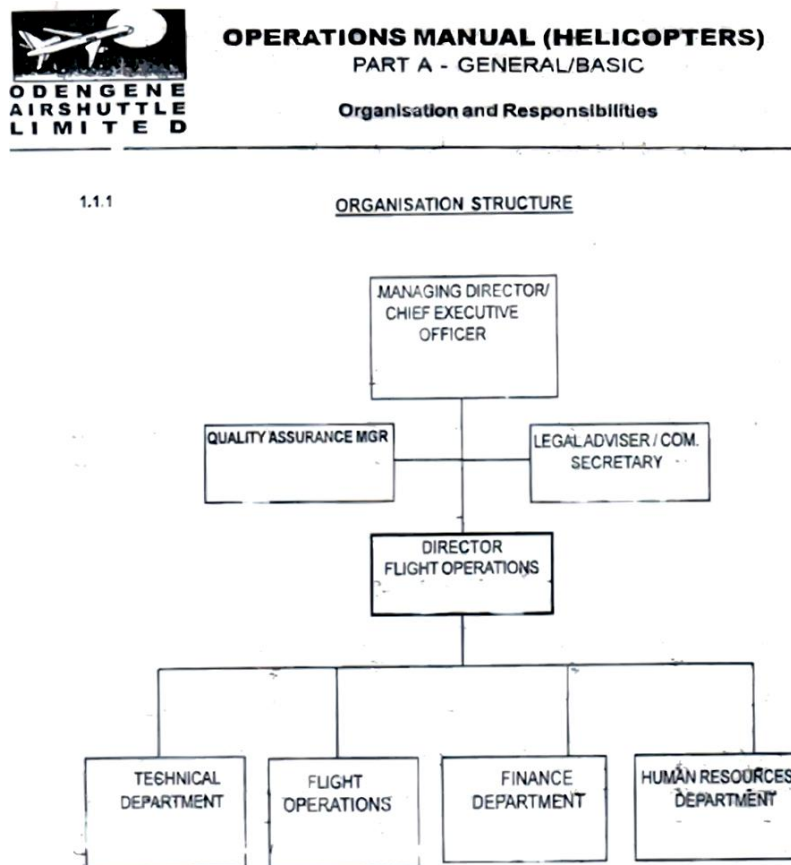 OPERATIONS MANUAL (HELICOPTERS)
PART A - GENERAL/BASIC
ODENGENE
AIRSHUTTLE
LIMITED
Organisation and Responsibilities
1.1.1
ORGANISATION STRUCTURE
MANAGING DIRECTOR/
CHIEF EXECUTIVE
OFFICER
QUALITY ASSURANCE MGR
LEGAL ADVISER / COM.
SECRETARY
DIRECTOR
FLIGHT OPERATIONS
TECHNICAL
DEPARTMENT
FLIGHT
OPERATIONS
FINANCE
DEPARTMENT
HUMAN RESOURCES
DEPARTMENT